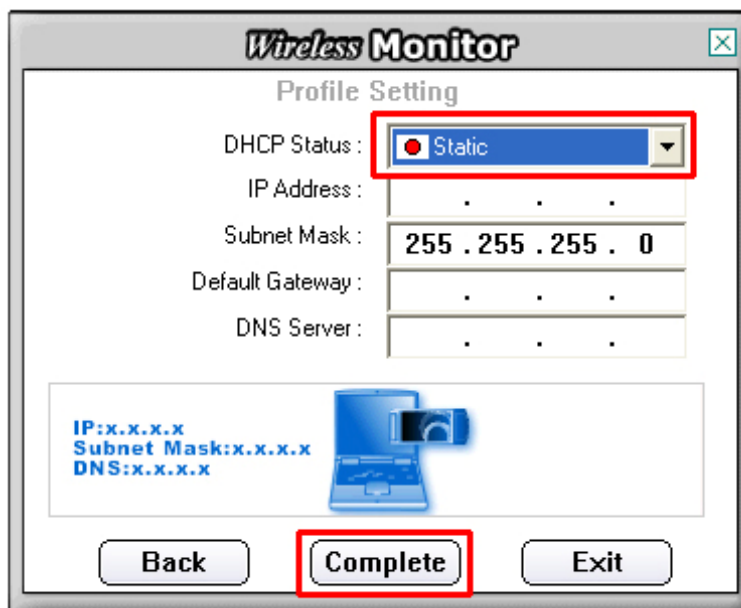 Wireless Monitor
Profile Setting
DHCP Status : Static
IP Address : . . .
Subnet Mask : 255 . 255 . 255 . 0
Default Gateway : . . .
DNS Server : . . .
IP:x.x.x.x
Subnet Mask:x.x.x.x
DNS:x.x.x.x
Back Complete Exit